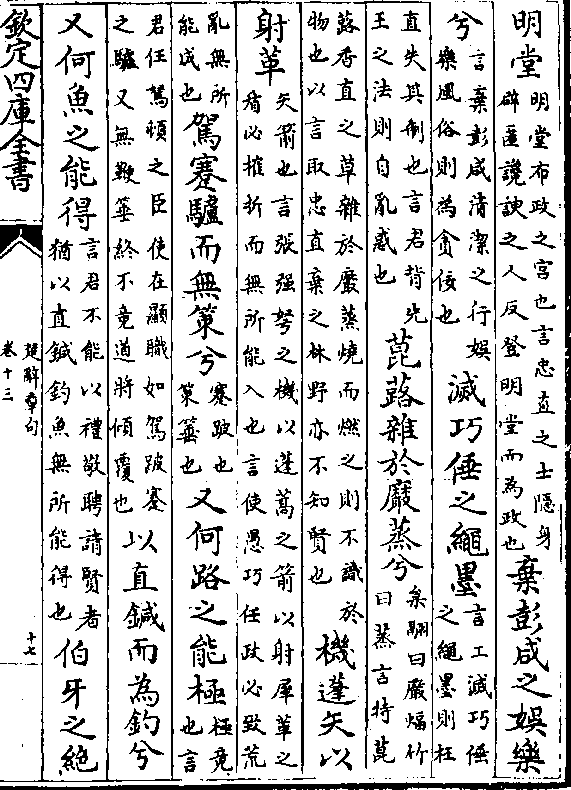 明堂明堂布政之宫也言忠直之士隱身辟匿讒諛之人反登明堂而為政也棄彭咸之娛樂
兮言棄彭咸清潔之行娛樂風俗則為貪佞也滅巧倕之繩墨言工滅巧倕之繩墨則枉
直失其制也言君背先王之法則自亂惑也菎蕗雜於黀蒸兮枲翮曰黀煏竹曰蒸言持菎
蕗香直之草雜於黀蒸燒而燃之則不識於物也以言取忠直棄之林野亦不知賢也機蓬矢以
射革矢箭也言張强弩之機以蓬蒿之箭以射犀革之盾必摧折而無所能入也言使愚巧任政必致荒
亂無所能成也駕蹇驢而無策兮蹇跛也策箠也又何路之能極極竟也言
君任駑頓之臣使在顯職如駕跛蹇之驢又無鞭箠終不竟道將傾覆也以直鍼而為釣兮
又何魚之能得言君不能以禮敬聘請賢者猶以直鍼釣魚無所能得也伯牙之絶
欽定四庫全書
楚辭章句
卷十三
十七